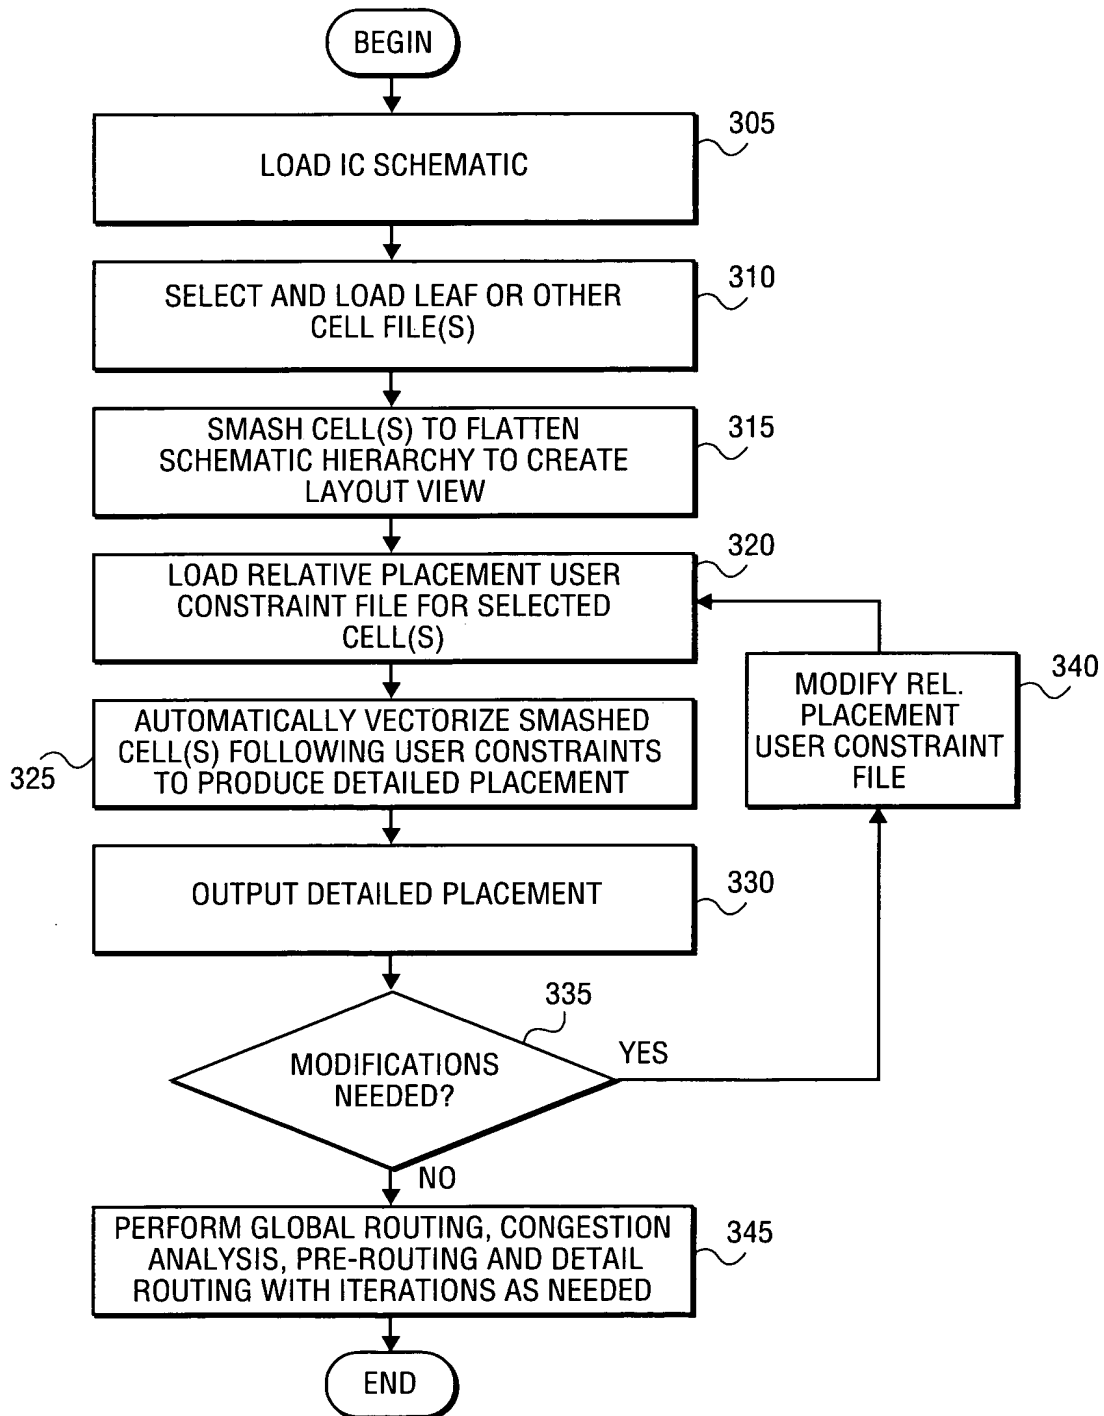 BEGIN
305
LOAD IC SCHEMATIC
310
SELECT AND LOAD LEAF OR OTHER
CELL FILE(S)
315
SMASH CELL(S) TO FLATTEN
SCHEMATIC HIERARCHY TO CREATE
LAYOUT VIEW
320
LOAD RELATIVE PLACEMENT USER
CONSTRAINT FILE FOR SELECTED
CELL(S)
340
MODIFY REL.
PLACEMENT
USER CONSTRAINT
FILE
325
AUTOMATICALLY VECTORIZE SMASHED
CELL(S) FOLLOWING USER CONSTRAINTS
TO PRODUCE DETAILED PLACEMENT
330
OUTPUT DETAILED PLACEMENT
335
MODIFICATIONS
NEEDED?
YES
NO
345
PERFORM GLOBAL ROUTING, CONGESTION
ANALYSIS, PRE-ROUTING AND DETAIL
ROUTING WITH ITERATIONS AS NEEDED
END